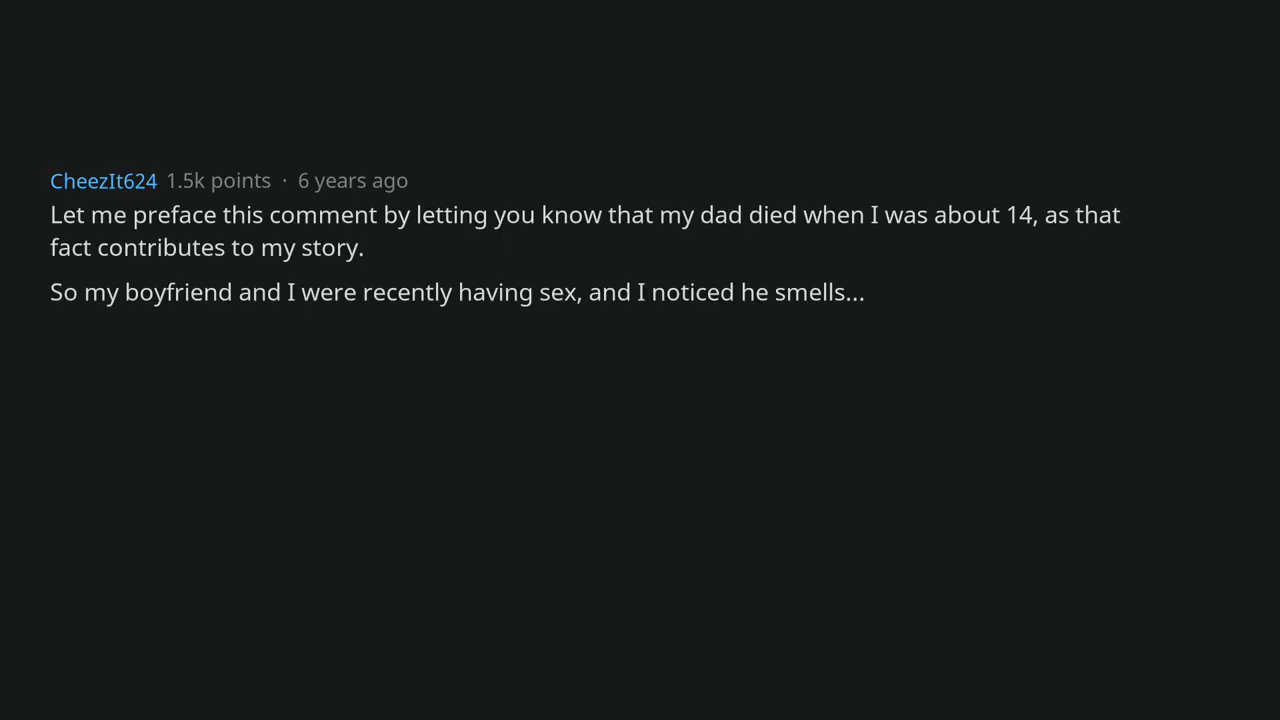 CheezIt624 1.5k points · 6 years ago
Let me preface this comment by letting you know that my dad died when I was about 14, as that
fact contributes to my story.
So my boyfriend and I were recently having sex, and I noticed he smells...